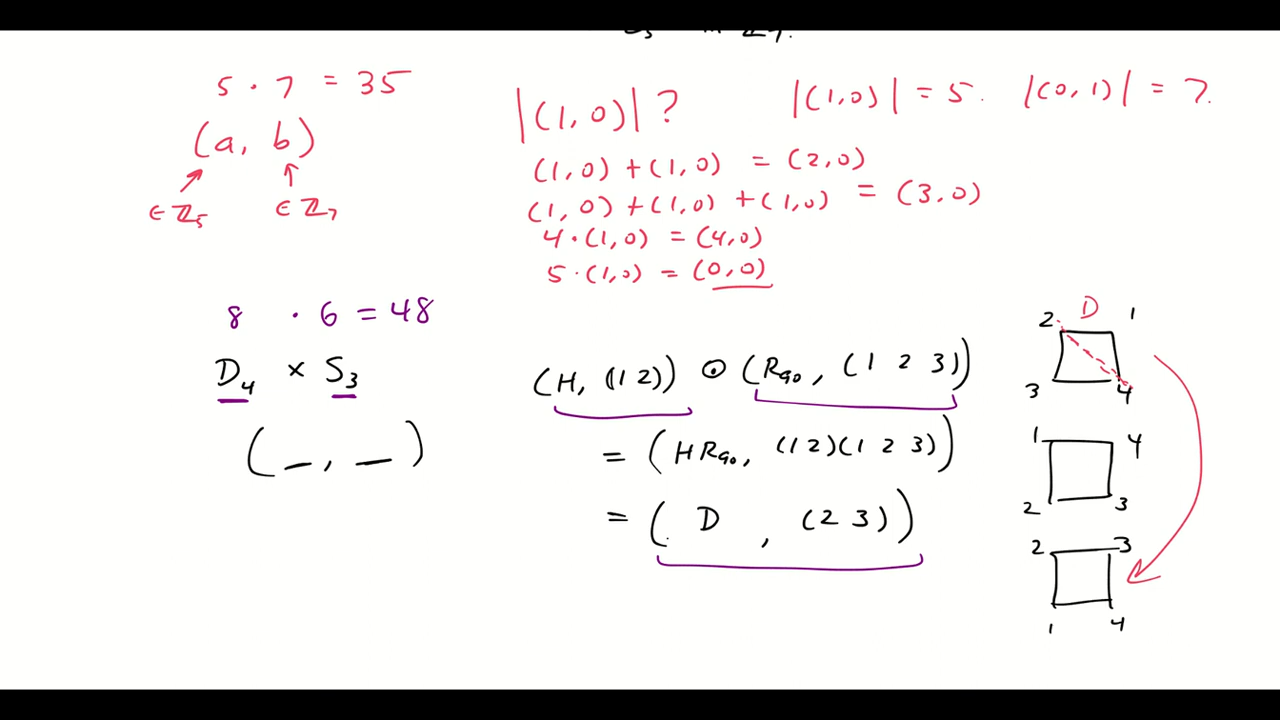 5 · 7 = 35
(a, b)
∈ ℤ₅ ∈ ℤ₇
|(1,0)| ?
|(1,0)| = 5. |(0,1)| = 7.
(1,0) + (1,0) = (2,0)
(1,0) + (1,0) + (1,0) = (3,0)
4·(1,0) = (4,0)
5·(1,0) = (0,0)
8 · 6 = 48
D₄ × S₃
(_, _)
(H, (1 2)) ⊙ (R₉₀, (1 2 3))
= (HR₉₀, (1 2)(1 2 3))
= (D, (2 3))
2 D 1
3 4
1 4
2 3
2 3
1 4